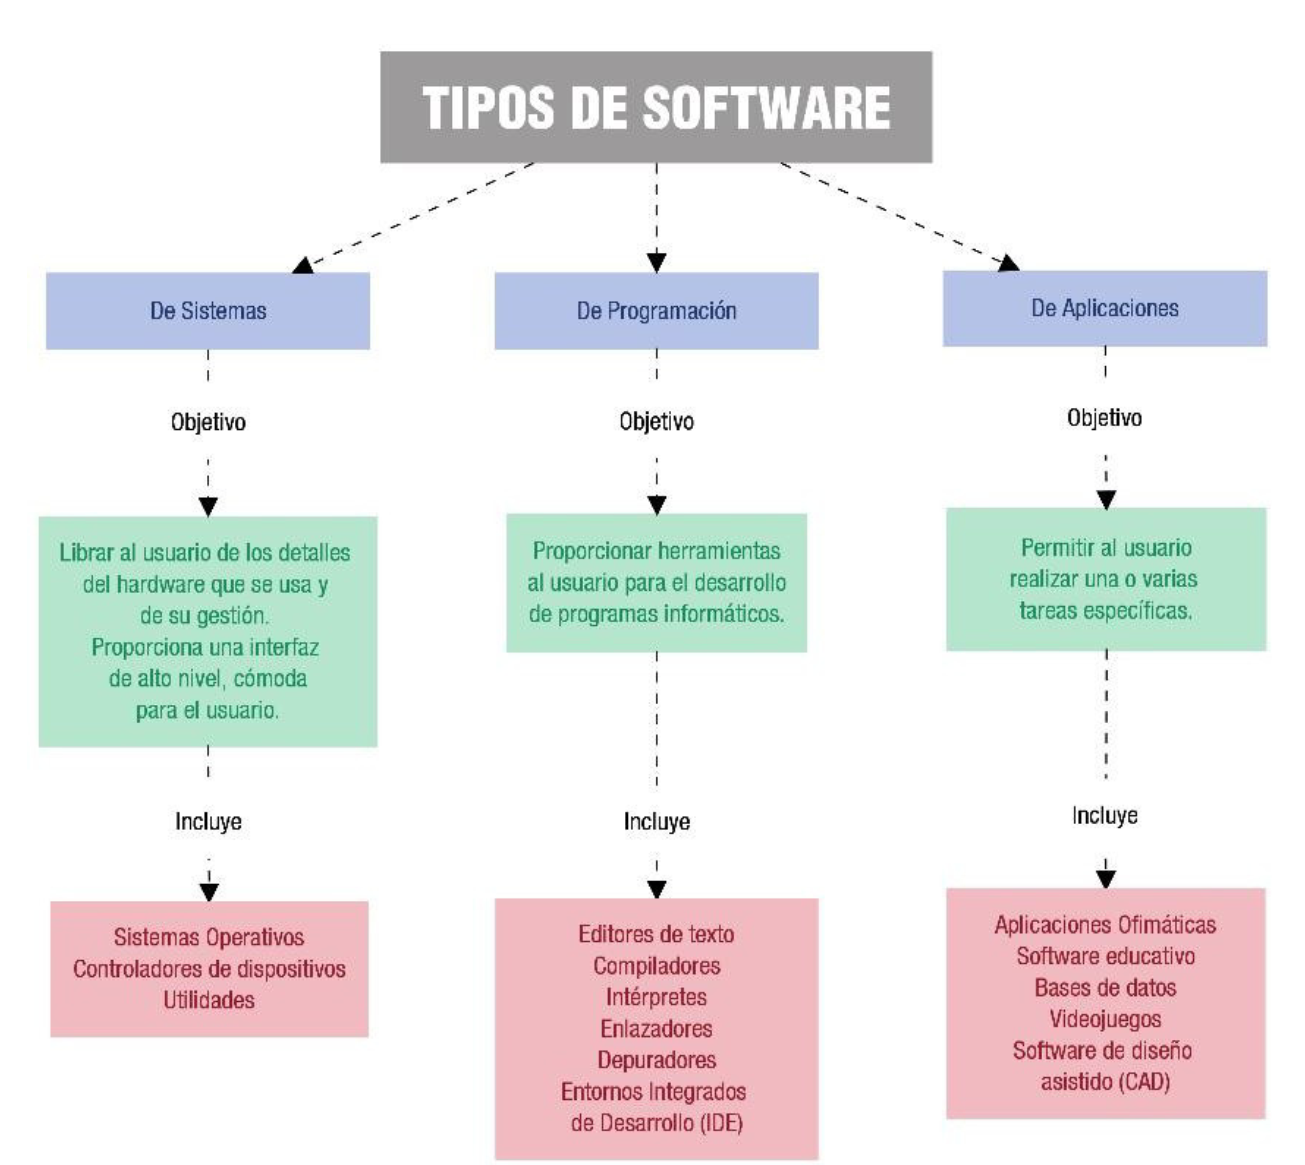 TIPOS DE SOFTWARE
De Sistemas
Objetivo
Librar al usuario de los detalles
del hardware que se usa y
de su gestión.
Proporciona una interfaz
de alto nivel, cómoda
para el usuario.
Incluye
Sistemas Operativos
Controladores de dispositivos
Utilidades
De Programación
Objetivo
Proporcionar herramientas
al usuario para el desarrollo
de programas informáticos.
Incluye
Editores de texto
Compiladores
Intérpretes
Enlazadores
Depuradores
Entornos Integrados
de Desarrollo (IDE)
De Aplicaciones
Objetivo
Permitir al usuario
realizar una o varias
tareas específicas.
Incluye
Aplicaciones Ofimáticas
Software educativo
Bases de datos
Videojuegos
Software de diseño
asistido (CAD)